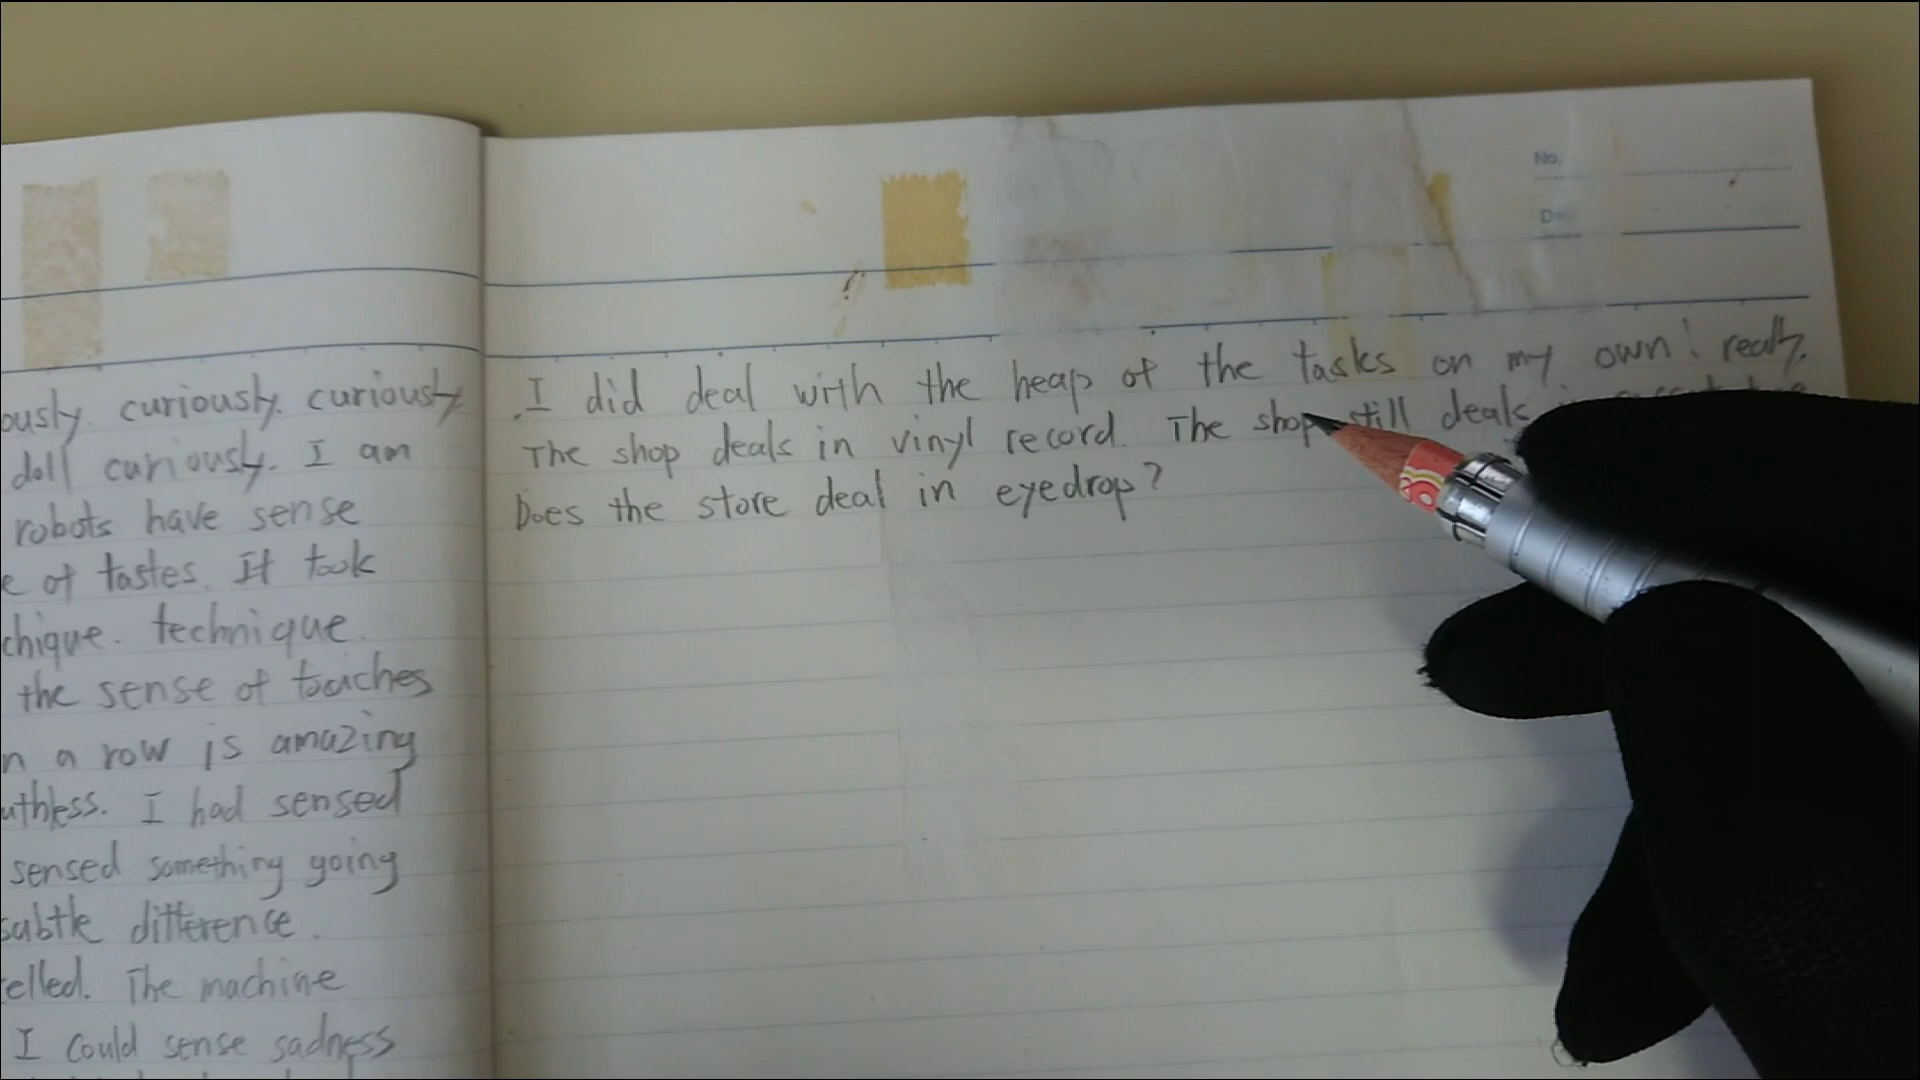 ously. curiously. curiously
doll curiously. I am
robots have sense
e of tastes. It took
chique. technique.
the sense of touches
n a row is amazing
uthless. I had sensed
sensed something going
subtle difference.
elled. The machine
I could sense sadness
No.
I did deal with the heap of the tasks on my own! really.
The shop deals in vinyl record. The shop still deals
Does the store deal in eyedrop?